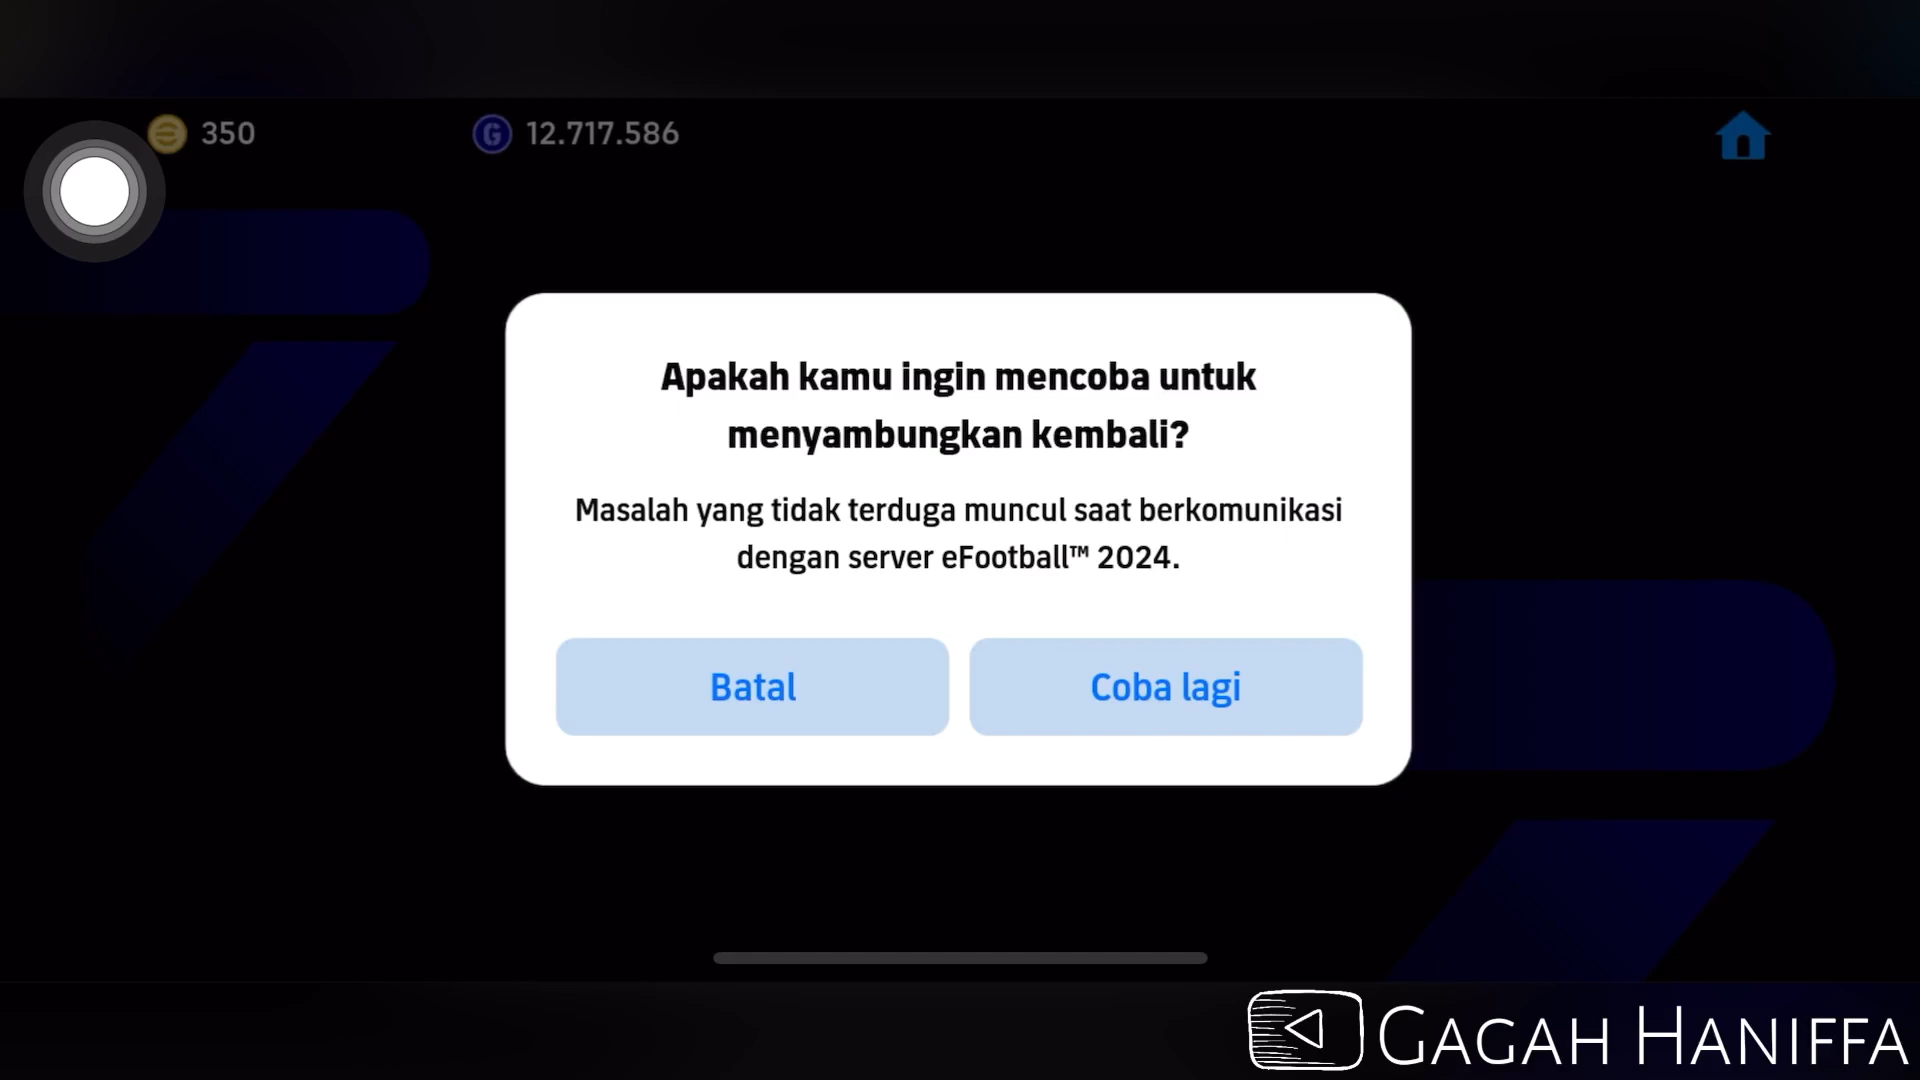 350
12.717.586
Apakah kamu ingin mencoba untuk
menyambungkan kembali?
Masalah yang tidak terduga muncul saat berkomunikasi
dengan server eFootball™ 2024.
Batal
Coba lagi
GAGAH HANIFFA